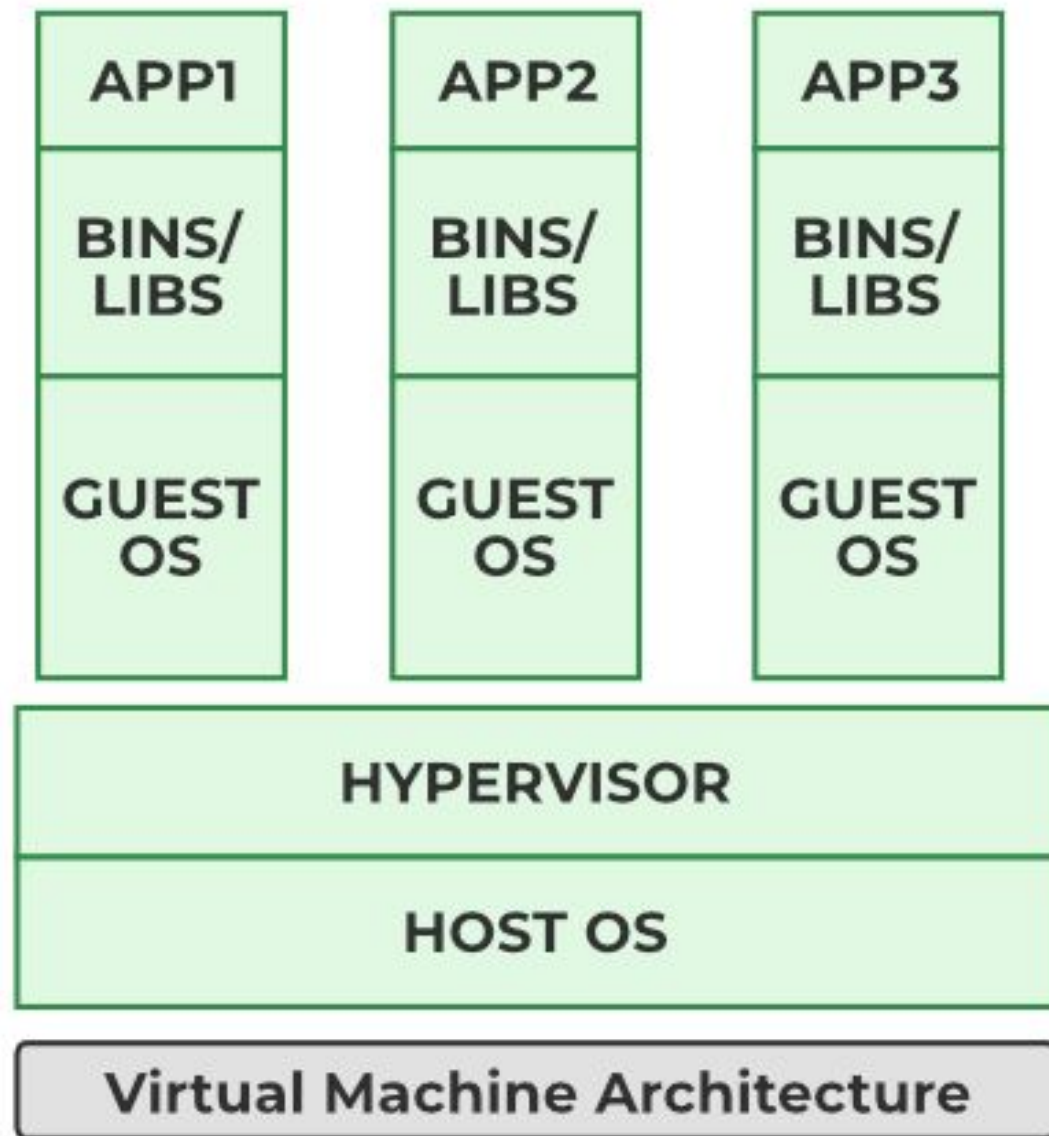 APP1
APP2
APP3
BINS/
LIBS
BINS/
LIBS
BINS/
LIBS
GUEST
OS
GUEST
OS
GUEST
OS
HYPERVISOR
HOST OS
Virtual Machine Architecture